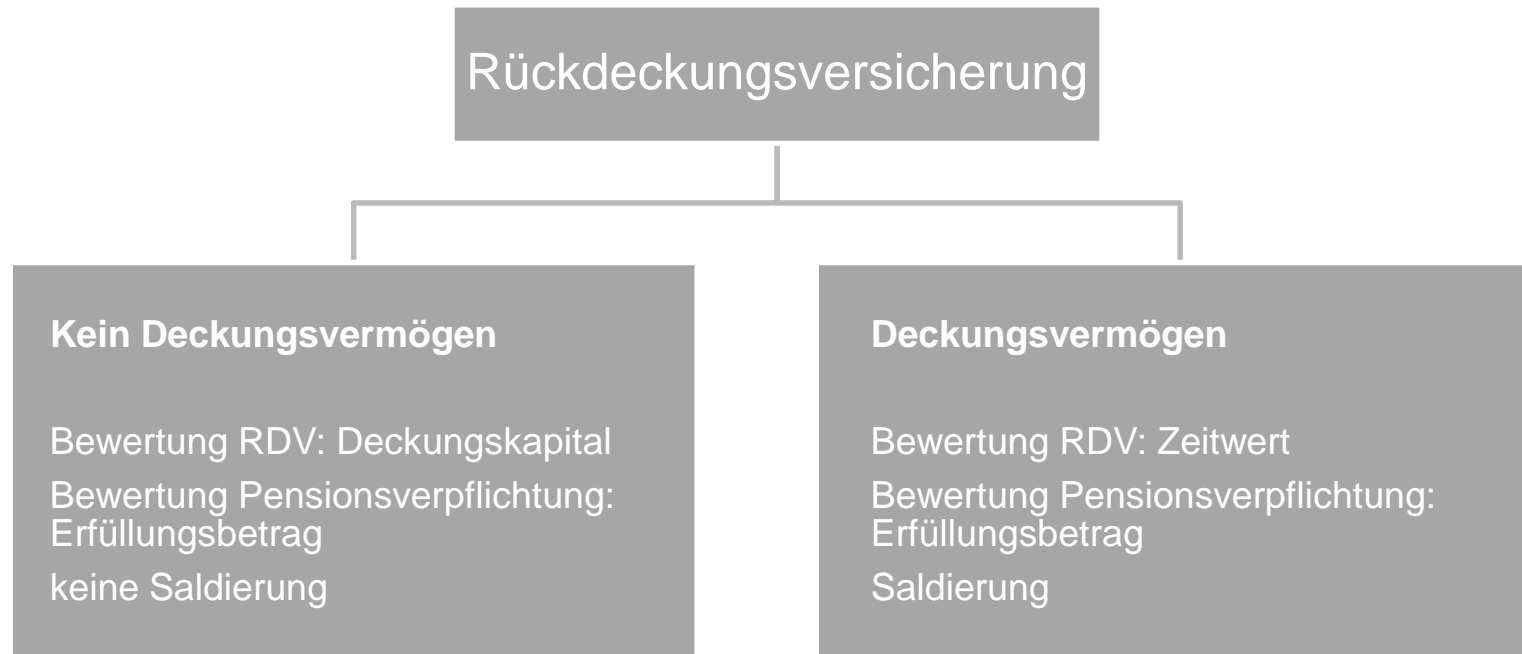 Rückdeckungsversicherung
Kein Deckungsvermögen
Bewertung RDV: Deckungskapital
Bewertung Pensionsverpflichtung:
Erfüllungsbetrag
keine Saldierung
Deckungsvermögen
Bewertung RDV: Zeitwert
Bewertung Pensionsverpflichtung:
Erfüllungsbetrag
Saldierung